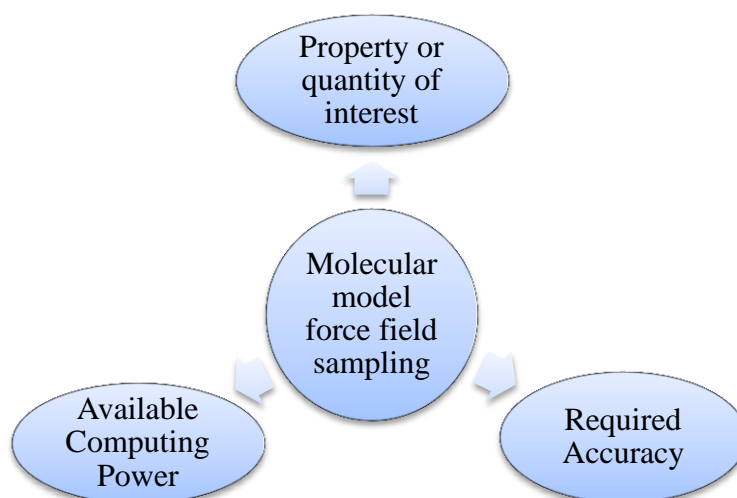 Property or
quantity of
interest
Molecular
model
force field
sampling
Available
Computing
Power
Required
Accuracy